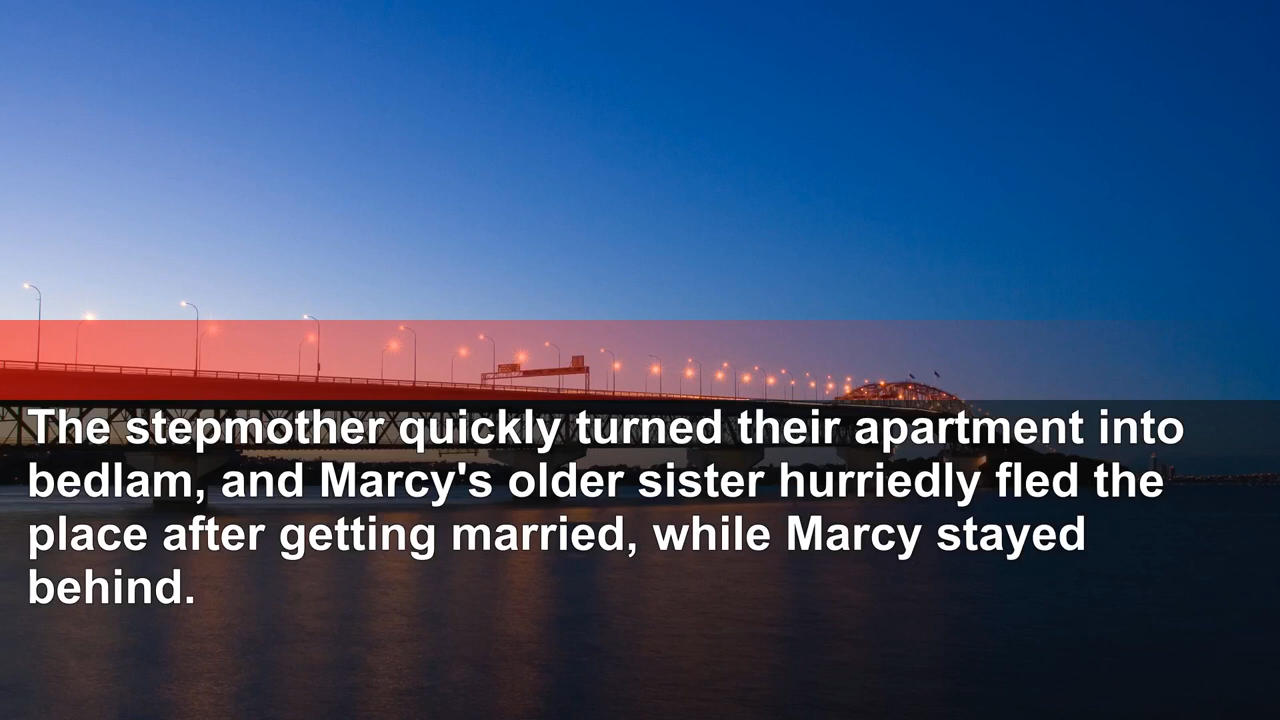 The stepmother quickly turned their apartment into
bedlam, and Marcy's older sister hurriedly fled the
place after getting married, while Marcy stayed
behind.